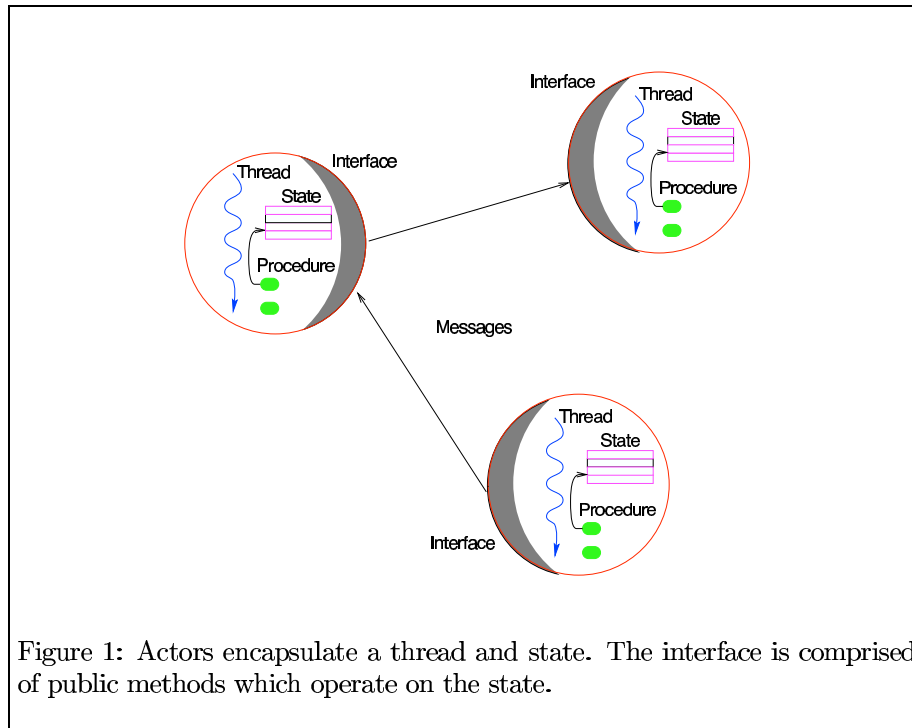 Interface
Thread
State
Procedure
Thread
Interface
State
Procedure
Messages
Thread
State
Procedure
Interface
Figure 1: Actors encapsulate a thread and state. The interface is comprised
of public methods which operate on the state.